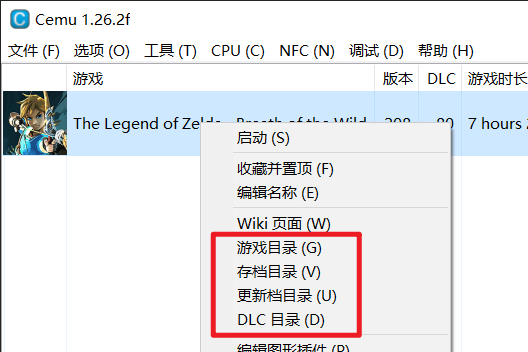 Cemu 1.26.2f
文件 (F) 选项 (O) 工具 (T) CPU (C) NFC (N) 调试 (D) 帮助 (H)
游戏 版本 DLC 游戏时长
The Legend of Zelda Breath of the Wild 208 80 7 hours
启动 (S)
收藏并置顶 (F)
编辑名称 (E)
Wiki 页面 (W)
游戏目录 (G)
存档目录 (V)
更新档目录 (U)
DLC 目录 (D)
编辑图形插件 (P)